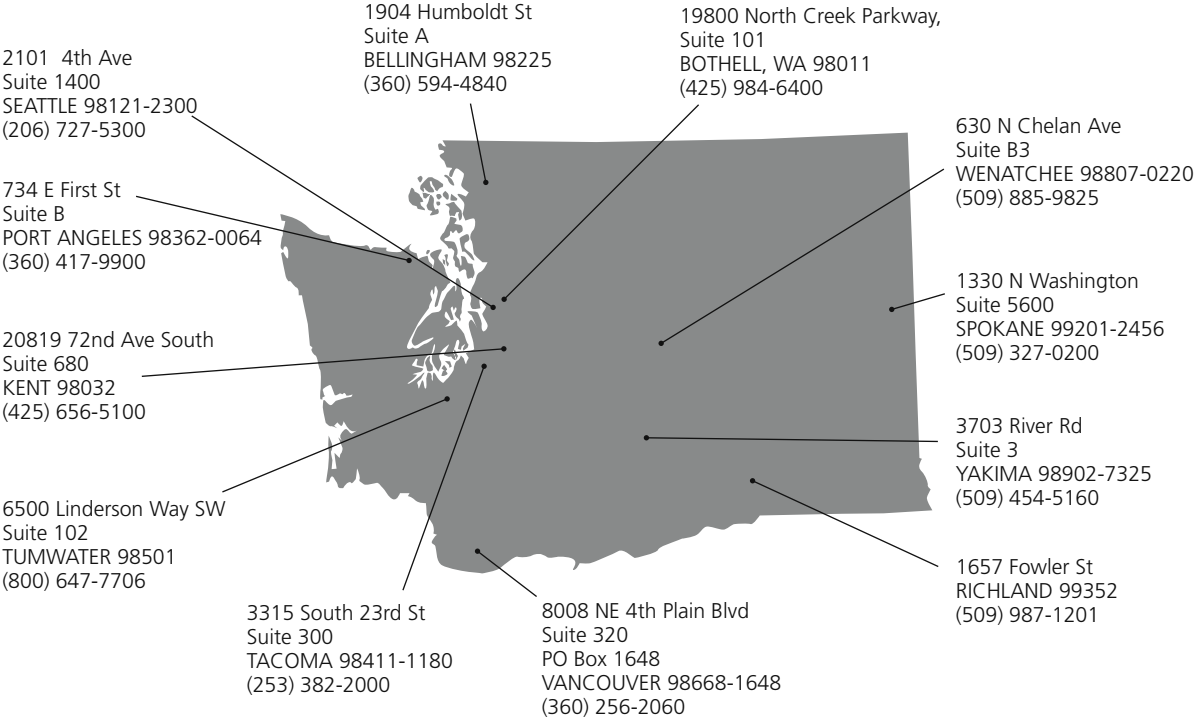 1904 Humboldt St
Suite A
BELLINGHAM 98225
(360) 594-4840
19800 North Creek Parkway,
Suite 101
BOTHELL, WA 98011
(425) 984-6400
2101 4th Ave
Suite 1400
SEATTLE 98121-2300
(206) 727-5300
630 N Chelan Ave
Suite B3
WENATCHEE 98807-0220
(509) 885-9825
734 E First St
Suite B
PORT ANGELES 98362-0064
(360) 417-9900
1330 N Washington
Suite 5600
SPOKANE 99201-2456
(509) 327-0200
20819 72nd Ave South
Suite 680
KENT 98032
(425) 656-5100
3703 River Rd
Suite 3
YAKIMA 98902-7325
(509) 454-5160
6500 Linderson Way SW
Suite 102
TUMWATER 98501
(800) 647-7706
1657 Fowler St
RICHLAND 99352
(509) 987-1201
3315 South 23rd St
Suite 300
TACOMA 98411-1180
(253) 382-2000
8008 NE 4th Plain Blvd
Suite 320
PO Box 1648
VANCOUVER 98668-1648
(360) 256-2060